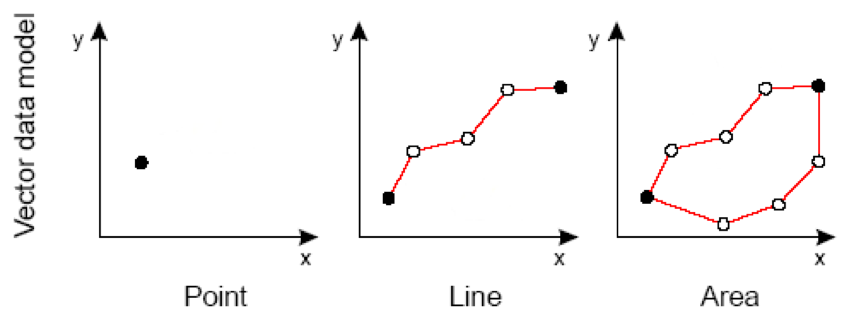 Vector data model
y
x
Point
y
x
Line
y
x
Area